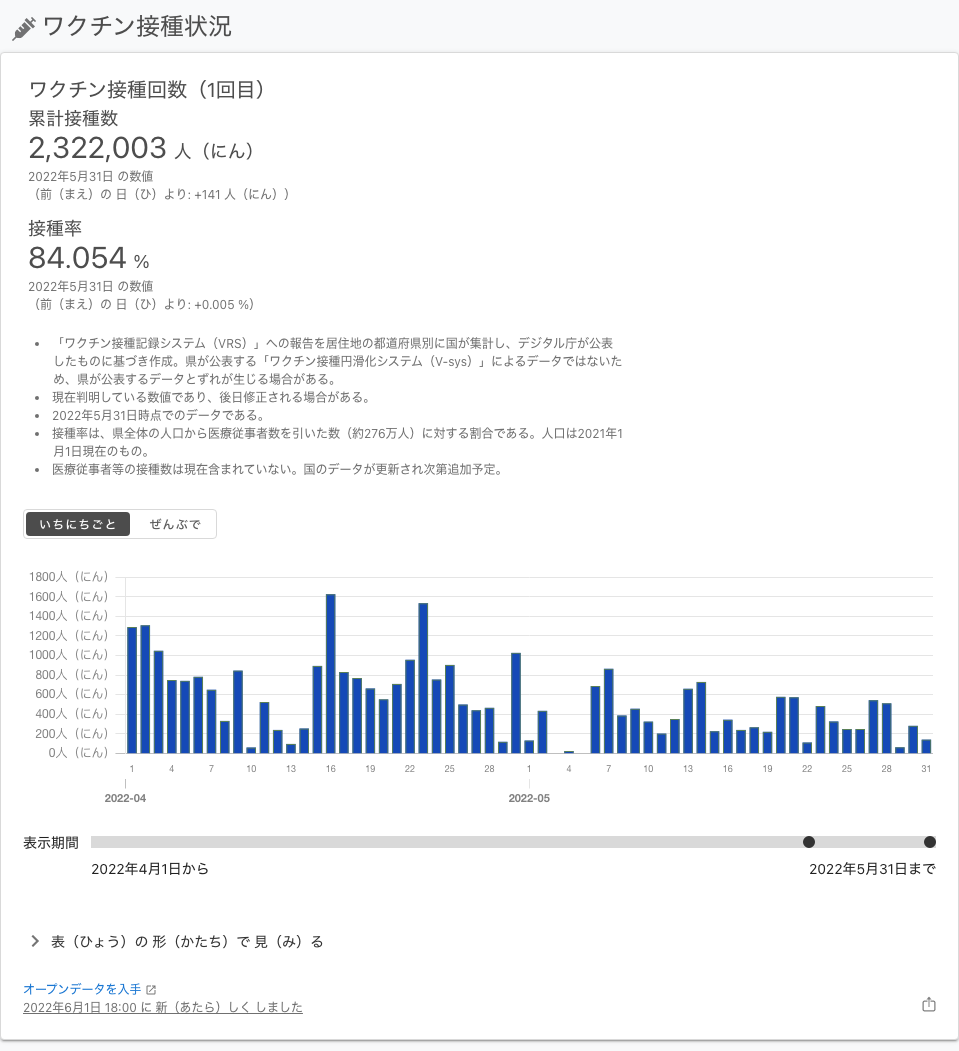 ワクチン接種状況
ワクチン接種回数（1回目）
累計接種数
2,322,003 人（にん）
2022年5月31日 の数値
（前（まえ）の 日（ひ）より: +141 人（にん））
接種率
84.054 %
2022年5月31日 の数値
（前（まえ）の 日（ひ）より: +0.005 %）
• 「ワクチン接種記録システム（VRS）」への報告を居住地の都道府県別に国が集計し、デジタル庁が公表
したものに基づき作成。県が公表する「ワクチン接種円滑化システム（V-sys）」によるデータではないた
め、県が公表するデータとずれが生じる場合がある。
• 現在判明している数値であり、後日修正される場合がある。
• 2022年5月31日時点でのデータである。
• 接種率は、県全体の人口から医療従事者数を引いた数（約276万人）に対する割合である。人口は2021年1
月1日現在のもの。
• 医療従事者等の接種数は現在含まれていない。国のデータが更新され次第追加予定。
いちにちごと ぜんぶで
1800人（にん）
1600人（にん）
1400人（にん）
1200人（にん）
1000人（にん）
800人（にん）
600人（にん）
400人（にん）
200人（にん）
0人（にん）
1 4 7 10 13 16 19 22 25 28 1 4 7 10 13 16 19 22 25 28 31
2022-04 2022-05
表示期間
2022年4月1日から 2022年5月31日まで
表（ひょう）の 形（かたち）で 見（み）る
オープンデータを入手
2022年6月1日 18:00 に 新（あたら）しく しました